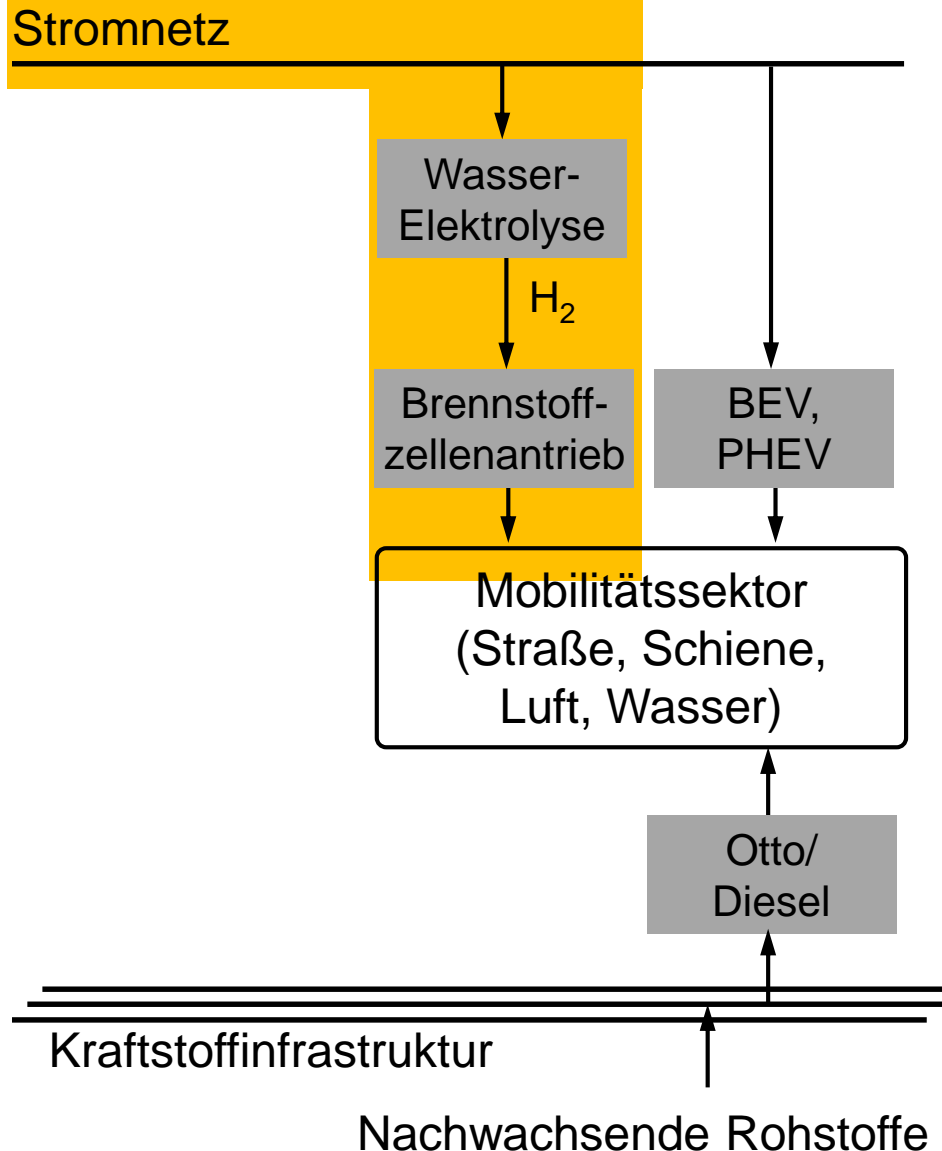 Stromnetz
Wasser-
Elektrolyse
H₂
Brennstoff-
zellenantrieb
BEV,
PHEV
Mobilitätssektor
(Straße, Schiene,
Luft, Wasser)
Otto/
Diesel
Kraftstoffinfrastruktur
Nachwachsende Rohstoffe